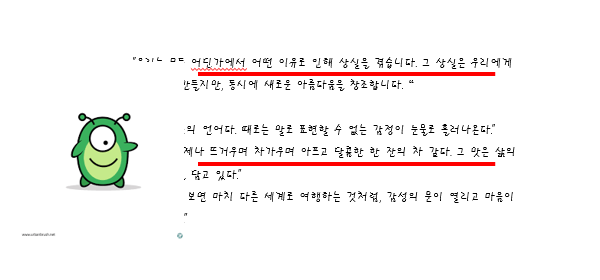 어딘가에서 어떤 이유로 인해 상실을 겪습니다. 그 상실은 우리에게
만들지만, 동시에 새로운 아름다움을 창조합니다. “
의 언어다. 때로는 말로 표현할 수 없는 감정이 눈물로 흘러나온다.”
제나 뜨거우며 차가우며 아프고 달콤한 한 잔의 차 같다. 그 맛은 삶의
, 담고 있다.”
보면 마치 다른 세계로 여행하는 것처럼, 감성의 문이 열리고 마음이
”